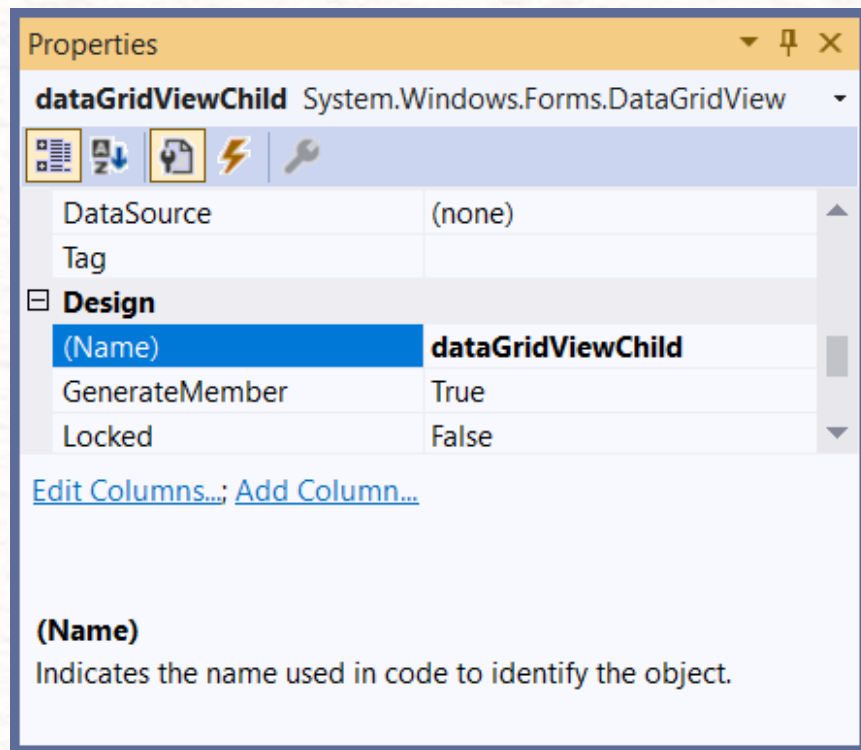 Properties
dataGridViewChild System.Windows.Forms.DataGridView
DataSource (none)
Tag
Design
(Name) dataGridViewChild
GenerateMember True
Locked False
Edit Columns...; Add Column...
(Name)
Indicates the name used in code to identify the object.